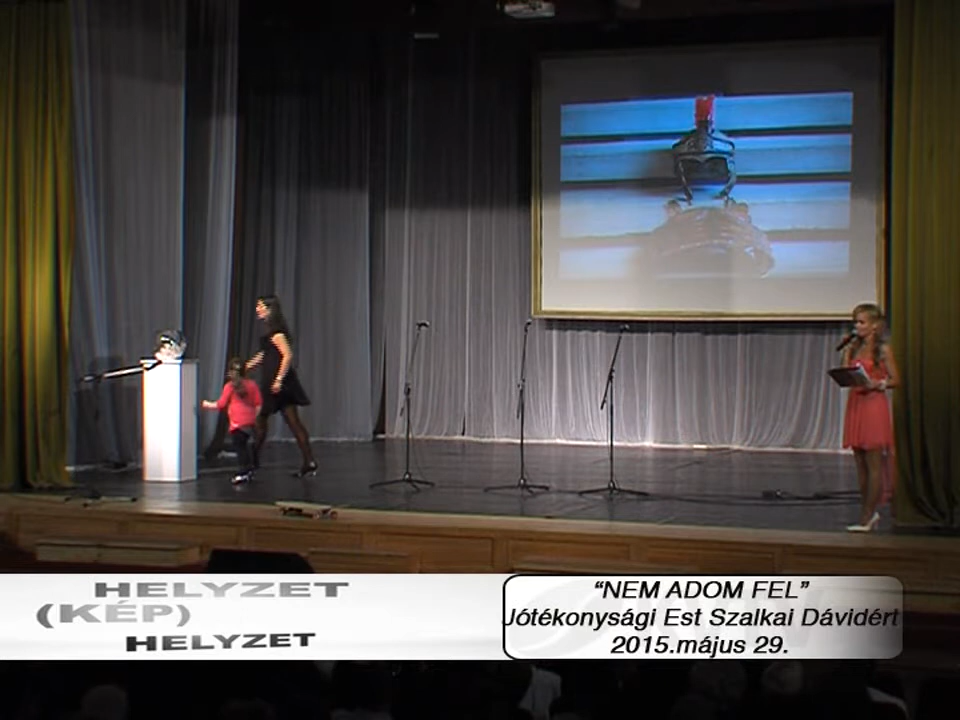 HELYZET
(KÉP)
HELYZET
“NEM ADOM FEL”
Jótékonysági Est Szalkai Dávidért
2015.május 29.